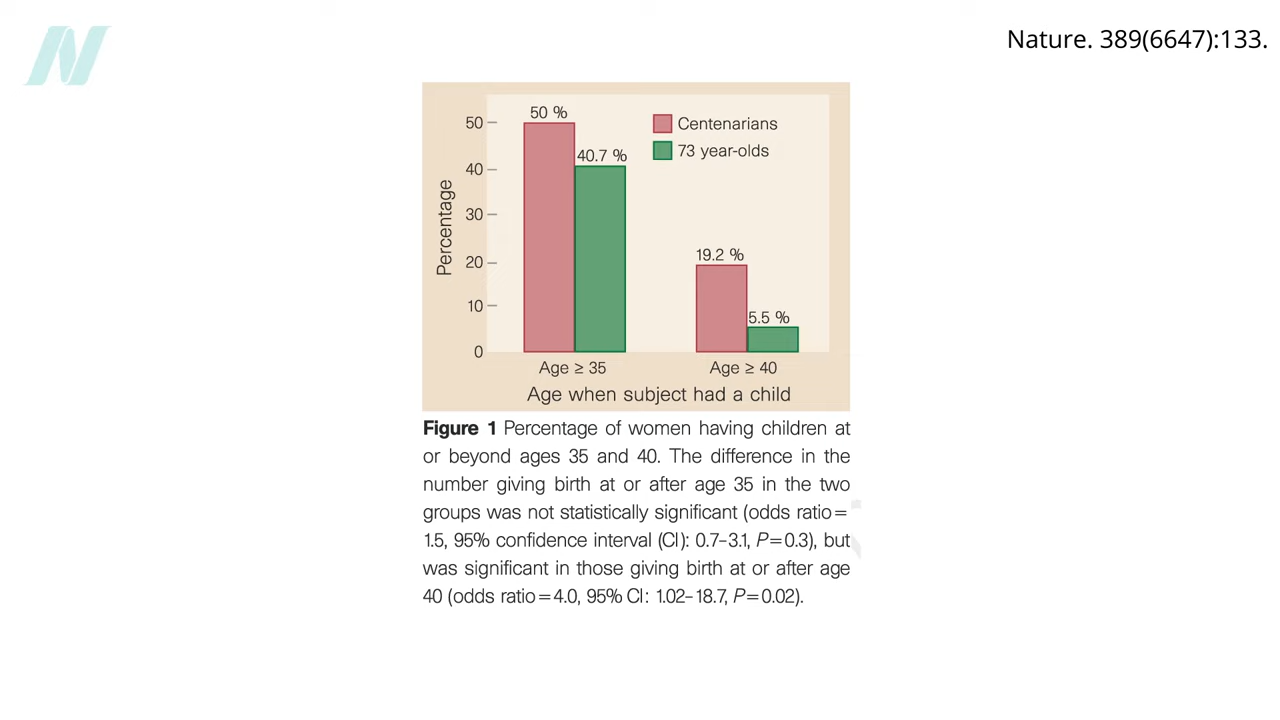 Nature. 389(6647):133.
50 %
Centenarians
50
73 year-olds
40.7 %
40
Percentage
30
19.2 %
20
10
5.5 %
0
Age ≥ 35
Age ≥ 40
Age when subject had a child
Figure 1 Percentage of women having children at
or beyond ages 35 and 40. The difference in the
number giving birth at or after age 35 in the two
groups was not statistically significant (odds ratio =
1.5, 95% confidence interval (CI): 0.7–3.1, P=0.3), but
was significant in those giving birth at or after age
40 (odds ratio=4.0, 95% CI: 1.02–18.7, P=0.02).